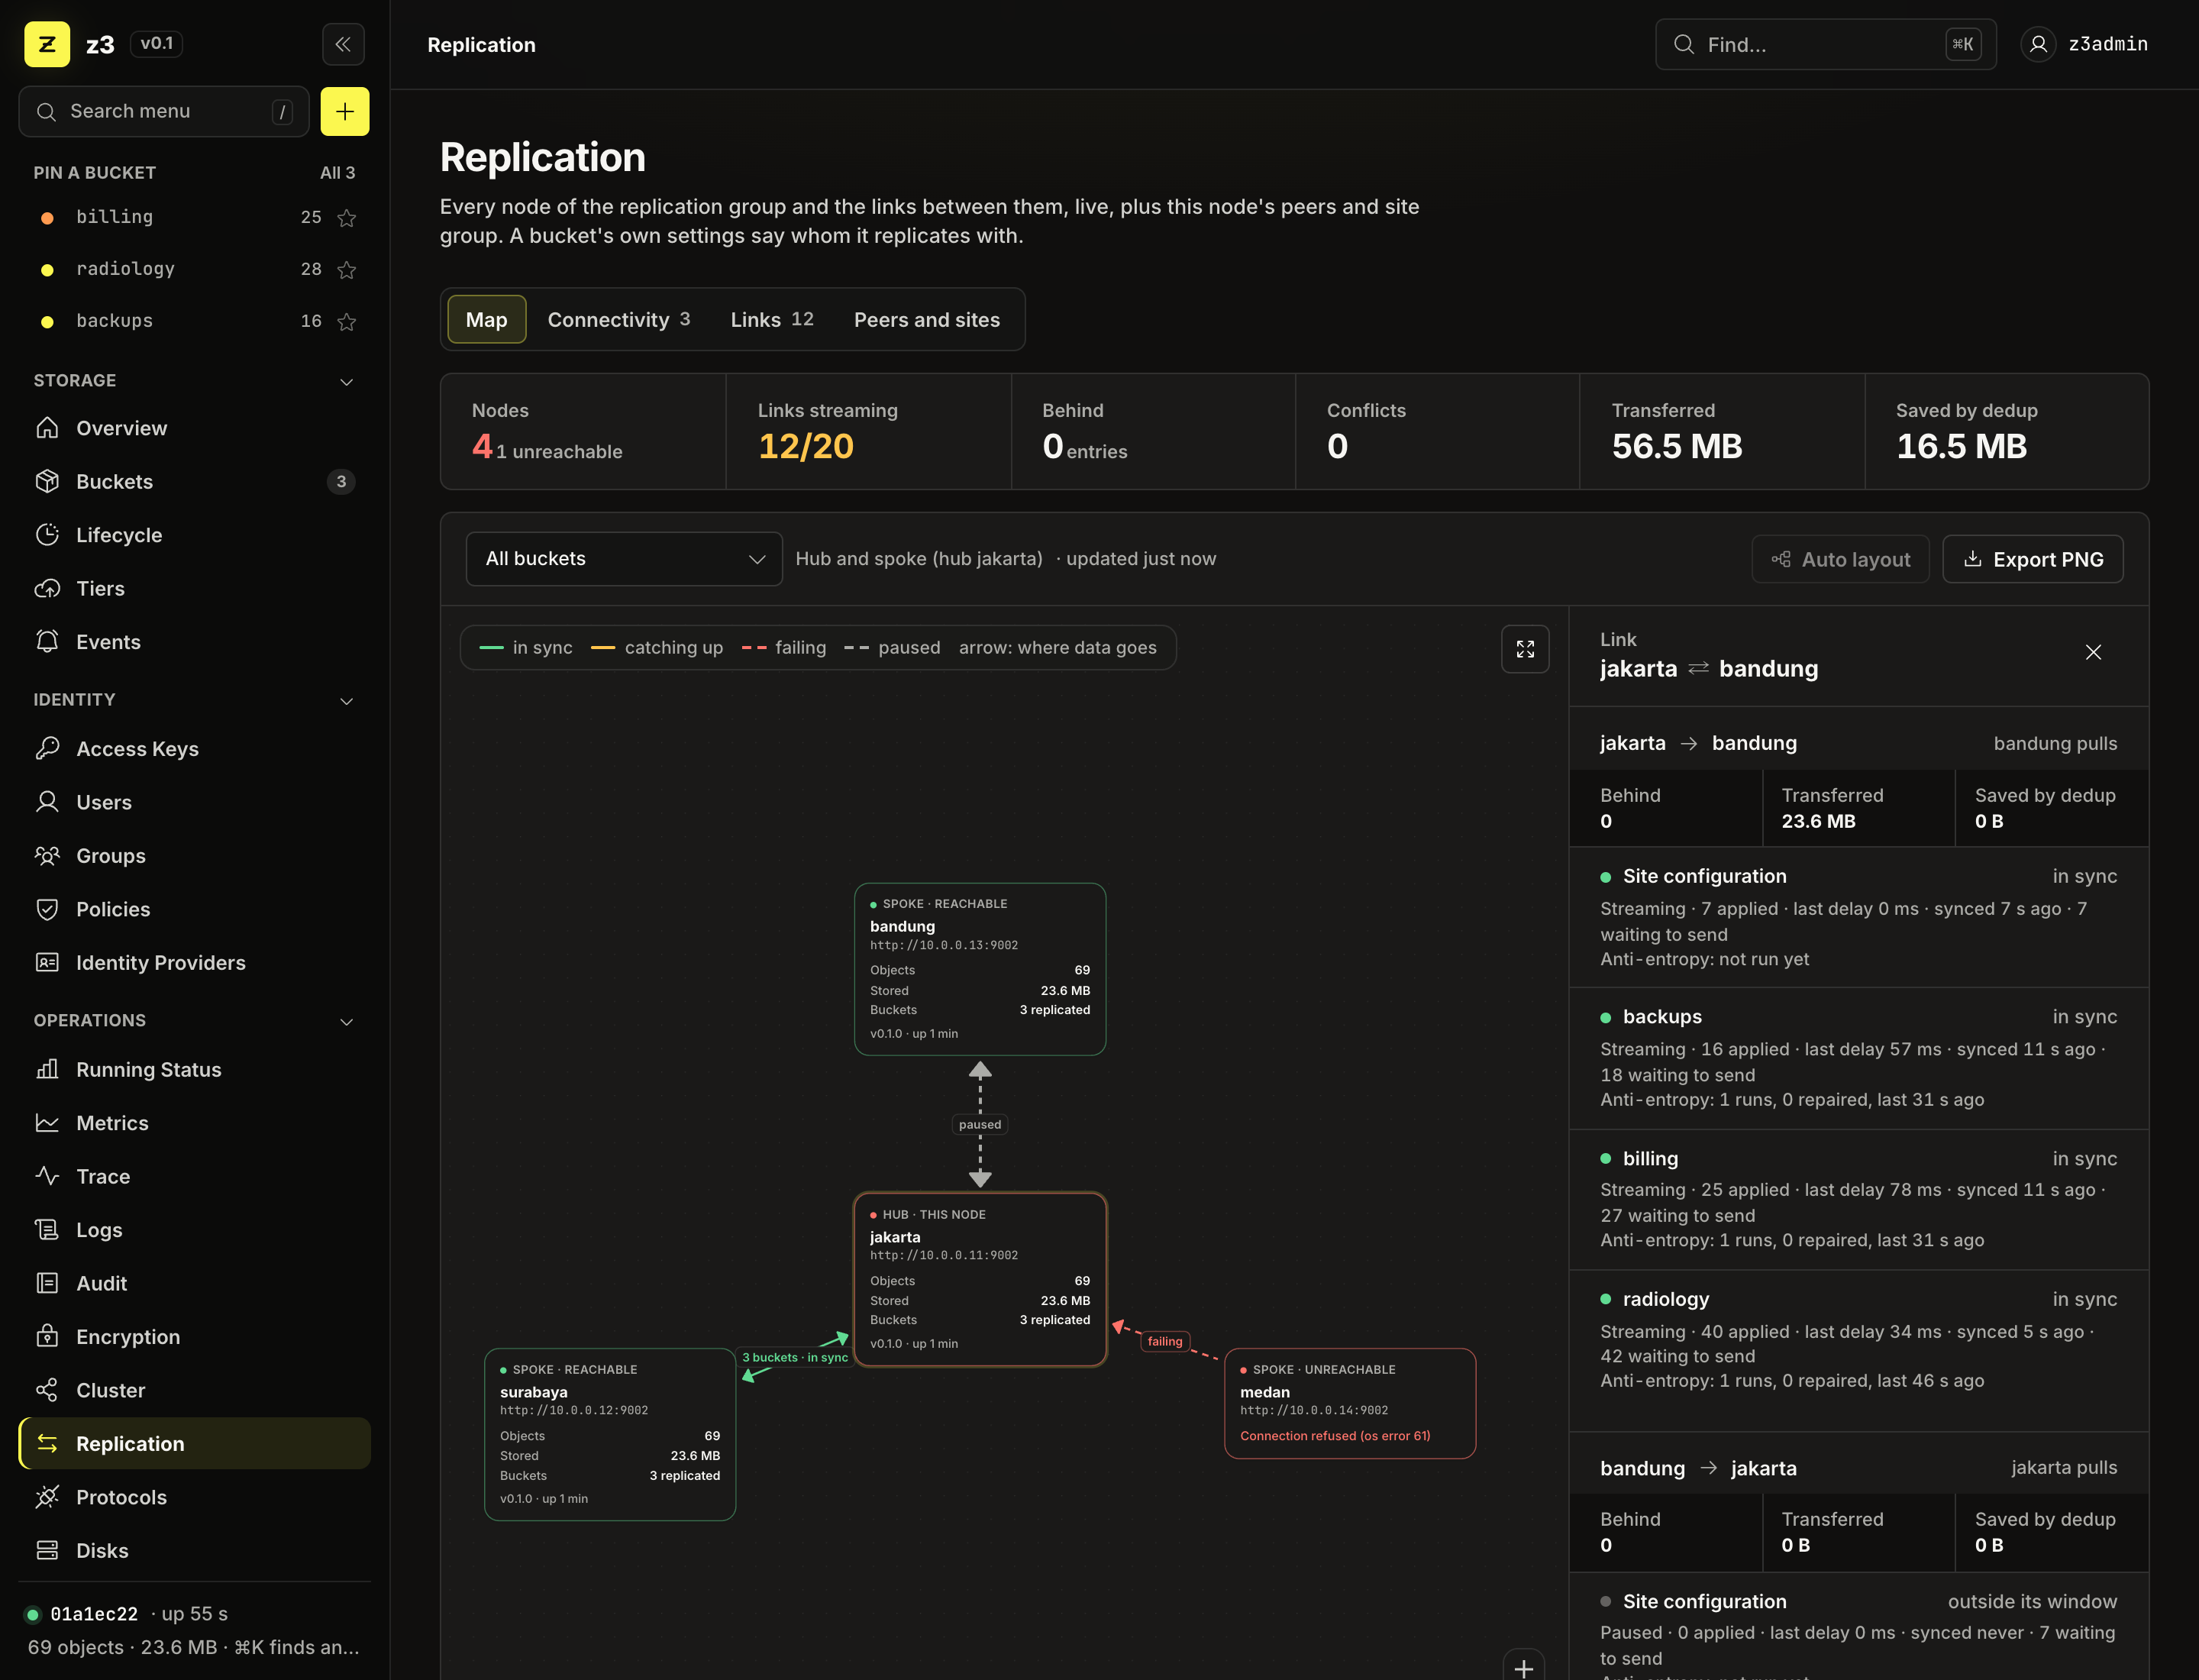 z3 v0.1
Search menu /
PIN A BUCKET All 3
billing 25
radiology 28
backups 16
STORAGE
Overview
Buckets 3
Lifecycle
Tiers
Events
IDENTITY
Access Keys
Users
Groups
Policies
Identity Providers
OPERATIONS
Running Status
Metrics
Trace
Logs
Audit
Encryption
Cluster
Replication
Protocols
Disks
01a1ec22 · up 55 s
69 objects · 23.6 MB · ⌘K finds an...
Replication
Find... ⌘K
z3admin
Replication
Every node of the replication group and the links between them, live, plus this node's peers and site
group. A bucket's own settings say whom it replicates with.
Map Connectivity 3 Links 12 Peers and sites
Nodes
4 1 unreachable
Links streaming
12/20
Behind
0 entries
Conflicts
0
Transferred
56.5 MB
Saved by dedup
16.5 MB
All buckets Hub and spoke (hub jakarta) · updated just now Auto layout Export PNG
in sync catching up failing paused arrow: where data goes
SPOKE · REACHABLE
bandung
http://10.0.0.13:9002
Objects 69
Stored 23.6 MB
Buckets 3 replicated
v0.1.0 · up 1 min
paused
HUB · THIS NODE
jakarta
http://10.0.0.11:9002
Objects 69
Stored 23.6 MB
Buckets 3 replicated
v0.1.0 · up 1 min
3 buckets · in sync
failing
SPOKE · REACHABLE
surabaya
http://10.0.0.12:9002
Objects 69
Stored 23.6 MB
Buckets 3 replicated
v0.1.0 · up 1 min
SPOKE · UNREACHABLE
medan
http://10.0.0.14:9002
Connection refused (os error 61)
Link
jakarta ⇄ bandung
jakarta → bandung bandung pulls
Behind Transferred Saved by dedup
0 23.6 MB 0 B
Site configuration in sync
Streaming · 7 applied · last delay 0 ms · synced 7 s ago · 7
waiting to send
Anti-entropy: not run yet
backups in sync
Streaming · 16 applied · last delay 57 ms · synced 11 s ago ·
18 waiting to send
Anti-entropy: 1 runs, 0 repaired, last 31 s ago
billing in sync
Streaming · 25 applied · last delay 78 ms · synced 11 s ago ·
27 waiting to send
Anti-entropy: 1 runs, 0 repaired, last 31 s ago
radiology in sync
Streaming · 40 applied · last delay 34 ms · synced 5 s ago ·
42 waiting to send
Anti-entropy: 1 runs, 0 repaired, last 46 s ago
bandung → jakarta jakarta pulls
Behind Transferred Saved by dedup
0 0 B 0 B
Site configuration outside its window
Paused · 0 applied · last delay 0 ms · synced never · 7 waiting
to send